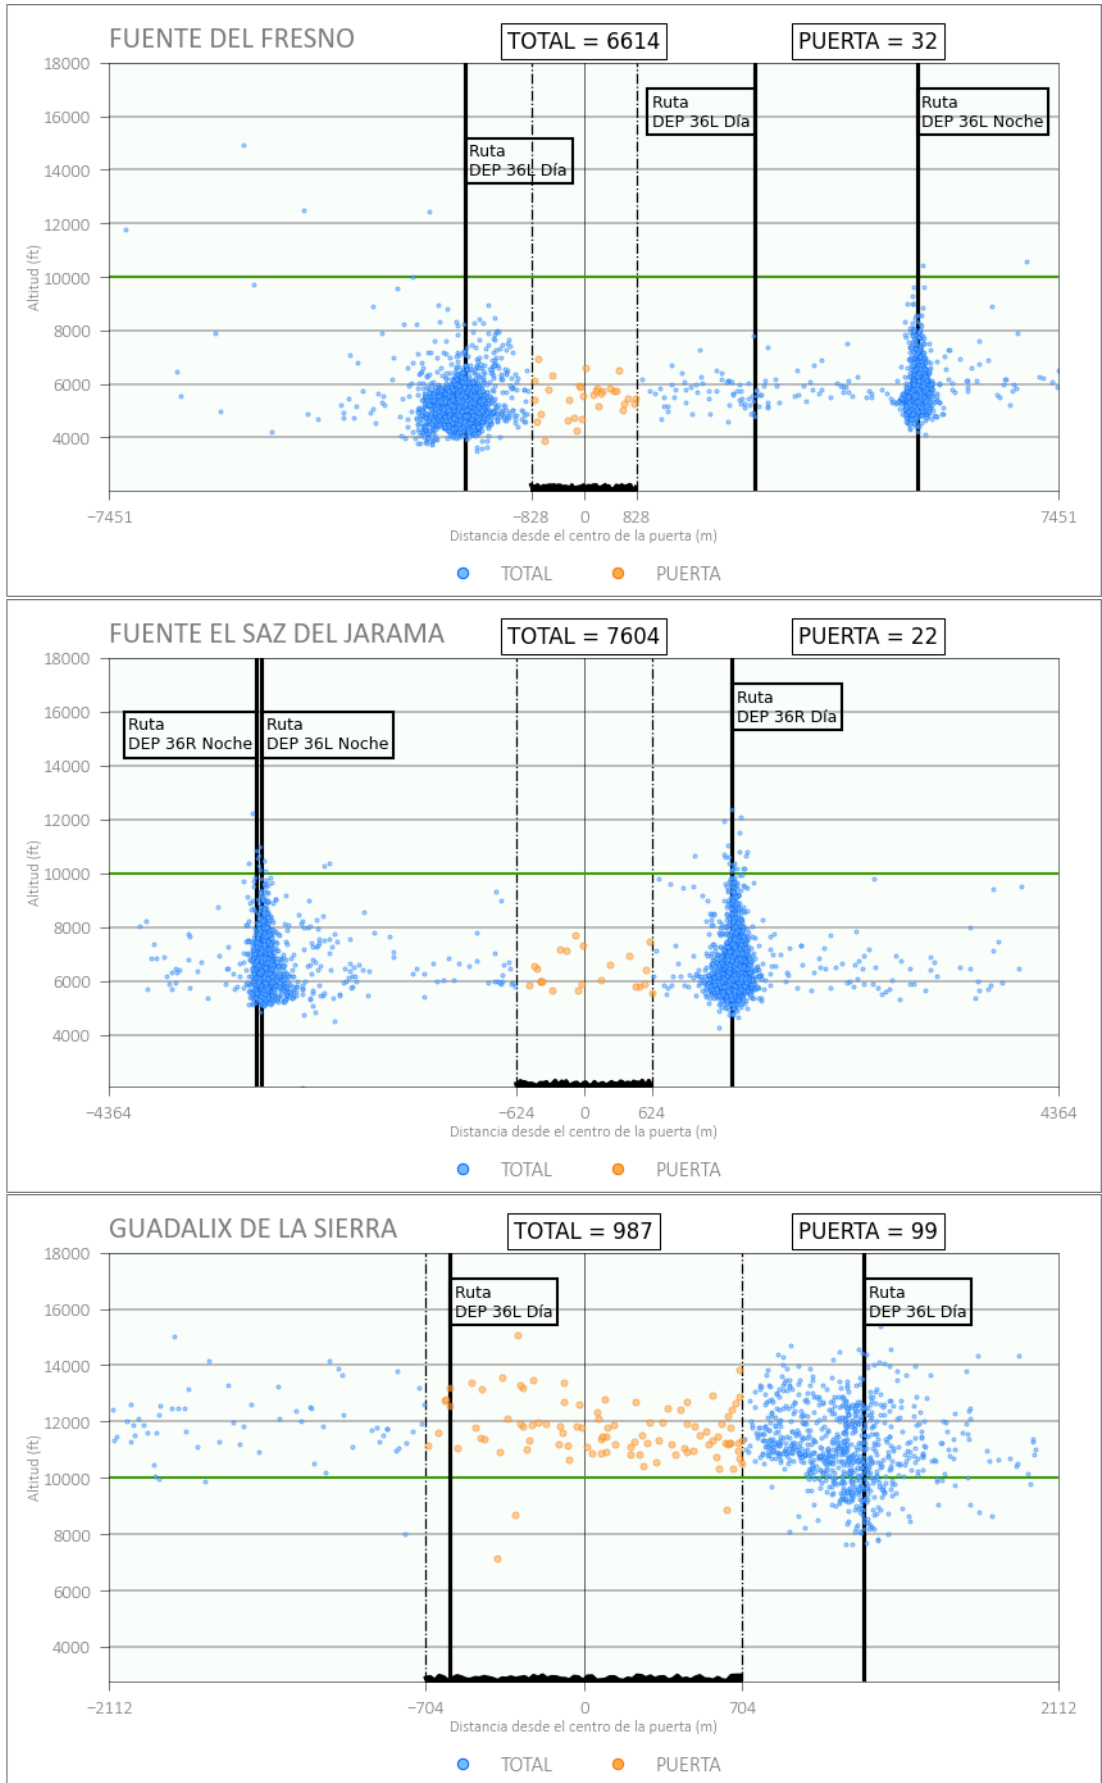 FUENTE DEL FRESNO
TOTAL = 6614
PUERTA = 32
18000
16000
14000
12000
10000
8000
6000
4000
Altitud (ft)
Ruta
DEP 36L Día
Ruta
DEP 36L Día
Ruta
DEP 36L Noche
−7451
−828
0
828
7451
Distancia desde el centro de la puerta (m)
TOTAL
PUERTA
FUENTE EL SAZ DEL JARAMA
TOTAL = 7604
PUERTA = 22
18000
16000
14000
12000
10000
8000
6000
4000
Altitud (ft)
Ruta
DEP 36R Noche
Ruta
DEP 36L Noche
Ruta
DEP 36R Día
−4364
−624
0
624
4364
Distancia desde el centro de la puerta (m)
TOTAL
PUERTA
GUADALIX DE LA SIERRA
TOTAL = 987
PUERTA = 99
18000
16000
14000
12000
10000
8000
6000
4000
Altitud (ft)
Ruta
DEP 36L Día
Ruta
DEP 36L Día
−2112
−704
0
704
2112
Distancia desde el centro de la puerta (m)
TOTAL
PUERTA